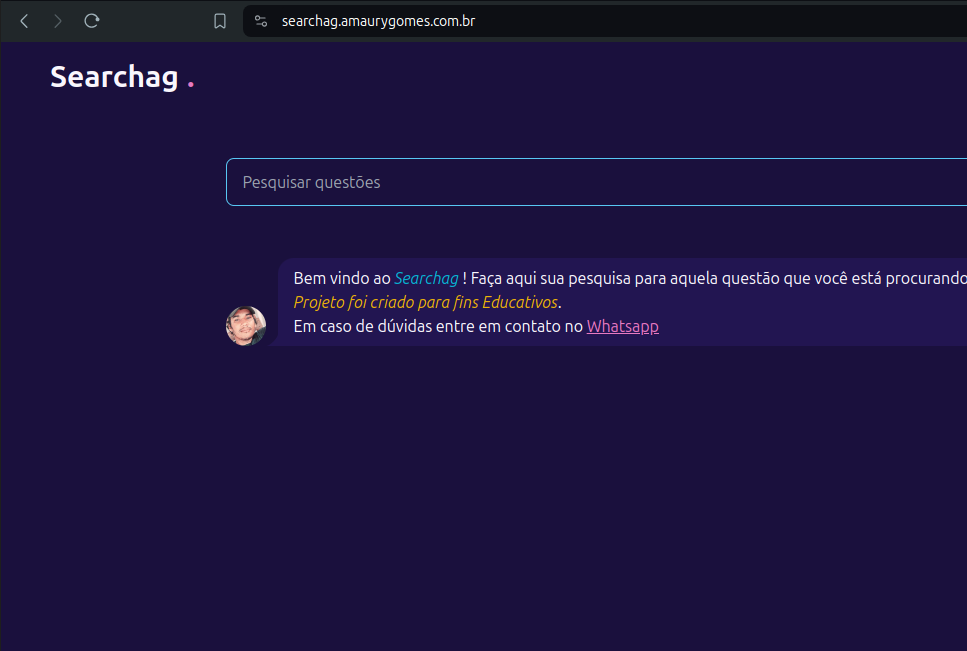 searchag.amaurygomes.com.br
Searchag .
Pesquisar questões
Bem vindo ao Searchag ! Faça aqui sua pesquisa para aquela questão que você está procurando
Projeto foi criado para fins Educativos.
Em caso de dúvidas entre em contato no Whatsapp